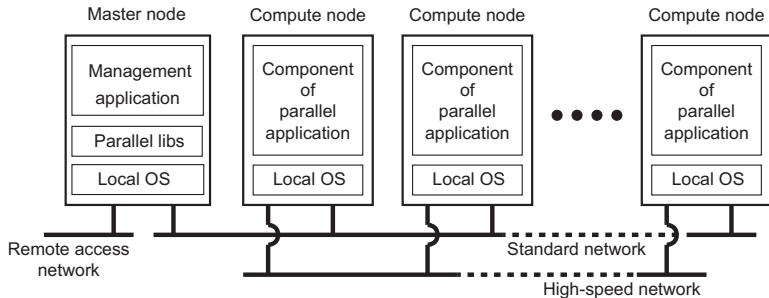 Master node
Compute node
Compute node
Compute node
Management
application
Parallel libs
Local OS
Component
of
parallel
application
Local OS
Component
of
parallel
application
Local OS
Component
of
parallel
application
Local OS
Remote access
network
Standard network
High-speed network